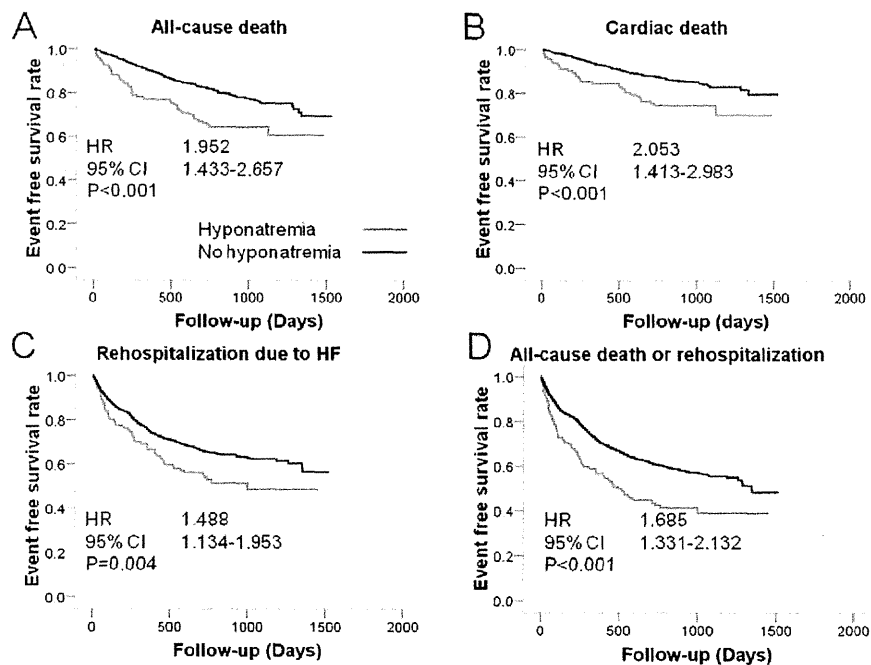 A
All-cause death
Event free survival rate
1.0
0.8
0.6
0.4
0.2
0.0
HR 1.952
95% CI 1.433-2.657
P<0.001
Hyponatremia
No hyponatremia
0 500 1000 1500 2000
Follow-up (Days)
B
Cardiac death
Event free survival rate
1.0
0.8
0.6
0.4
0.2
0.0
HR 2.053
95% CI 1.413-2.983
P<0.001
0 500 1000 1500 2000
Follow-up (days)
C
Rehospitalization due to HF
Event free survival rate
1.0
0.8
0.6
0.4
0.2
0.0
HR 1.488
95% CI 1.134-1.953
P=0.004
0 500 1000 1500 2000
Follow-up (Days)
D
All-cause death or rehospitalization
Event free survival rate
1.0
0.8
0.6
0.4
0.2
0.0
HR 1.685
95% CI 1.331-2.132
P<0.001
0 500 1000 1500 2000
Follow-up (Days)